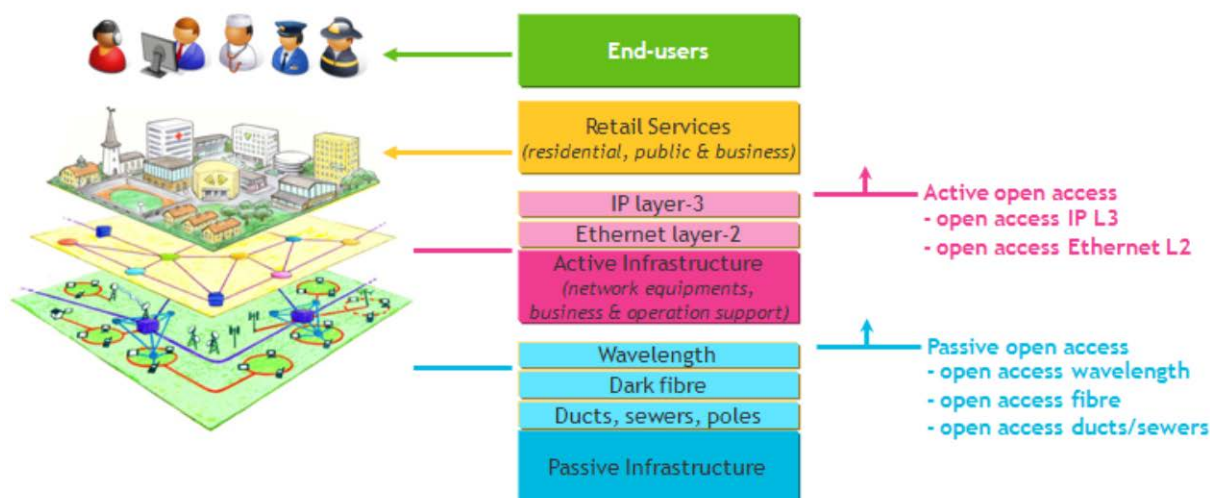 End-users
Retail Services
(residential, public & business)
IP layer-3
Ethernet layer-2
Active Infrastructure
(network equipments,
business & operation support)
Active open access
- open access IP L3
- open access Ethernet L2
Wavelength
Dark fibre
Ducts, sewers, poles
Passive Infrastructure
Passive open access
- open access wavelength
- open access fibre
- open access ducts/sewers